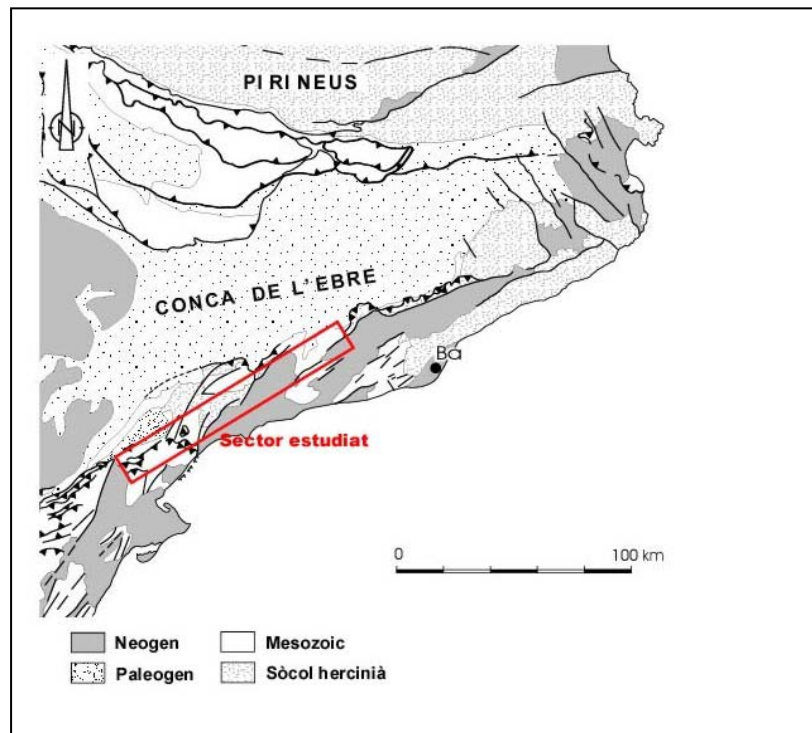 PIRINEUS
N
CONCA DE L'EBRE
Ba
Sector estudiat
0 100 km
Neogen Mesozoic
Paleogen Sòcol hercinià